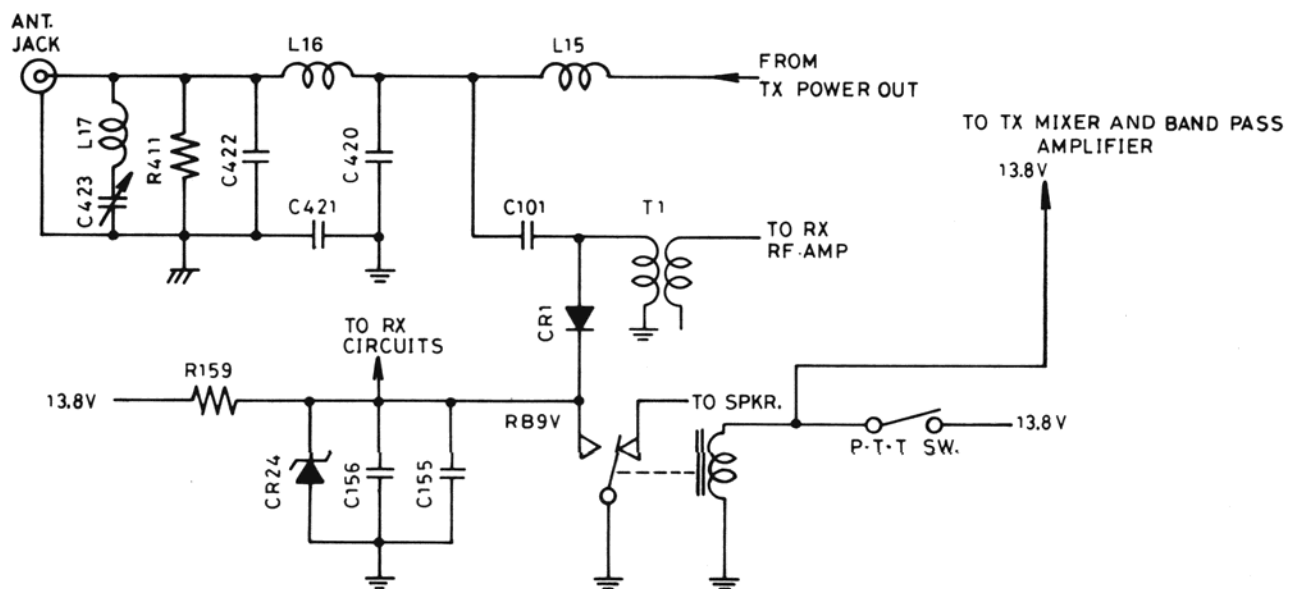 ANT.
JACK
L16
L15
FROM
TX POWER OUT
L17
C423
R411
C422
C420
C421
C101
T1
TO RX
RF·AMP
TO TX MIXER AND BAND PASS
AMPLIFIER
13.8V
CR1
TO RX
CIRCUITS
R159
13.8V
RB9V
TO SPKR.
P·T·T SW.
13.8V
CR24
C156
C155